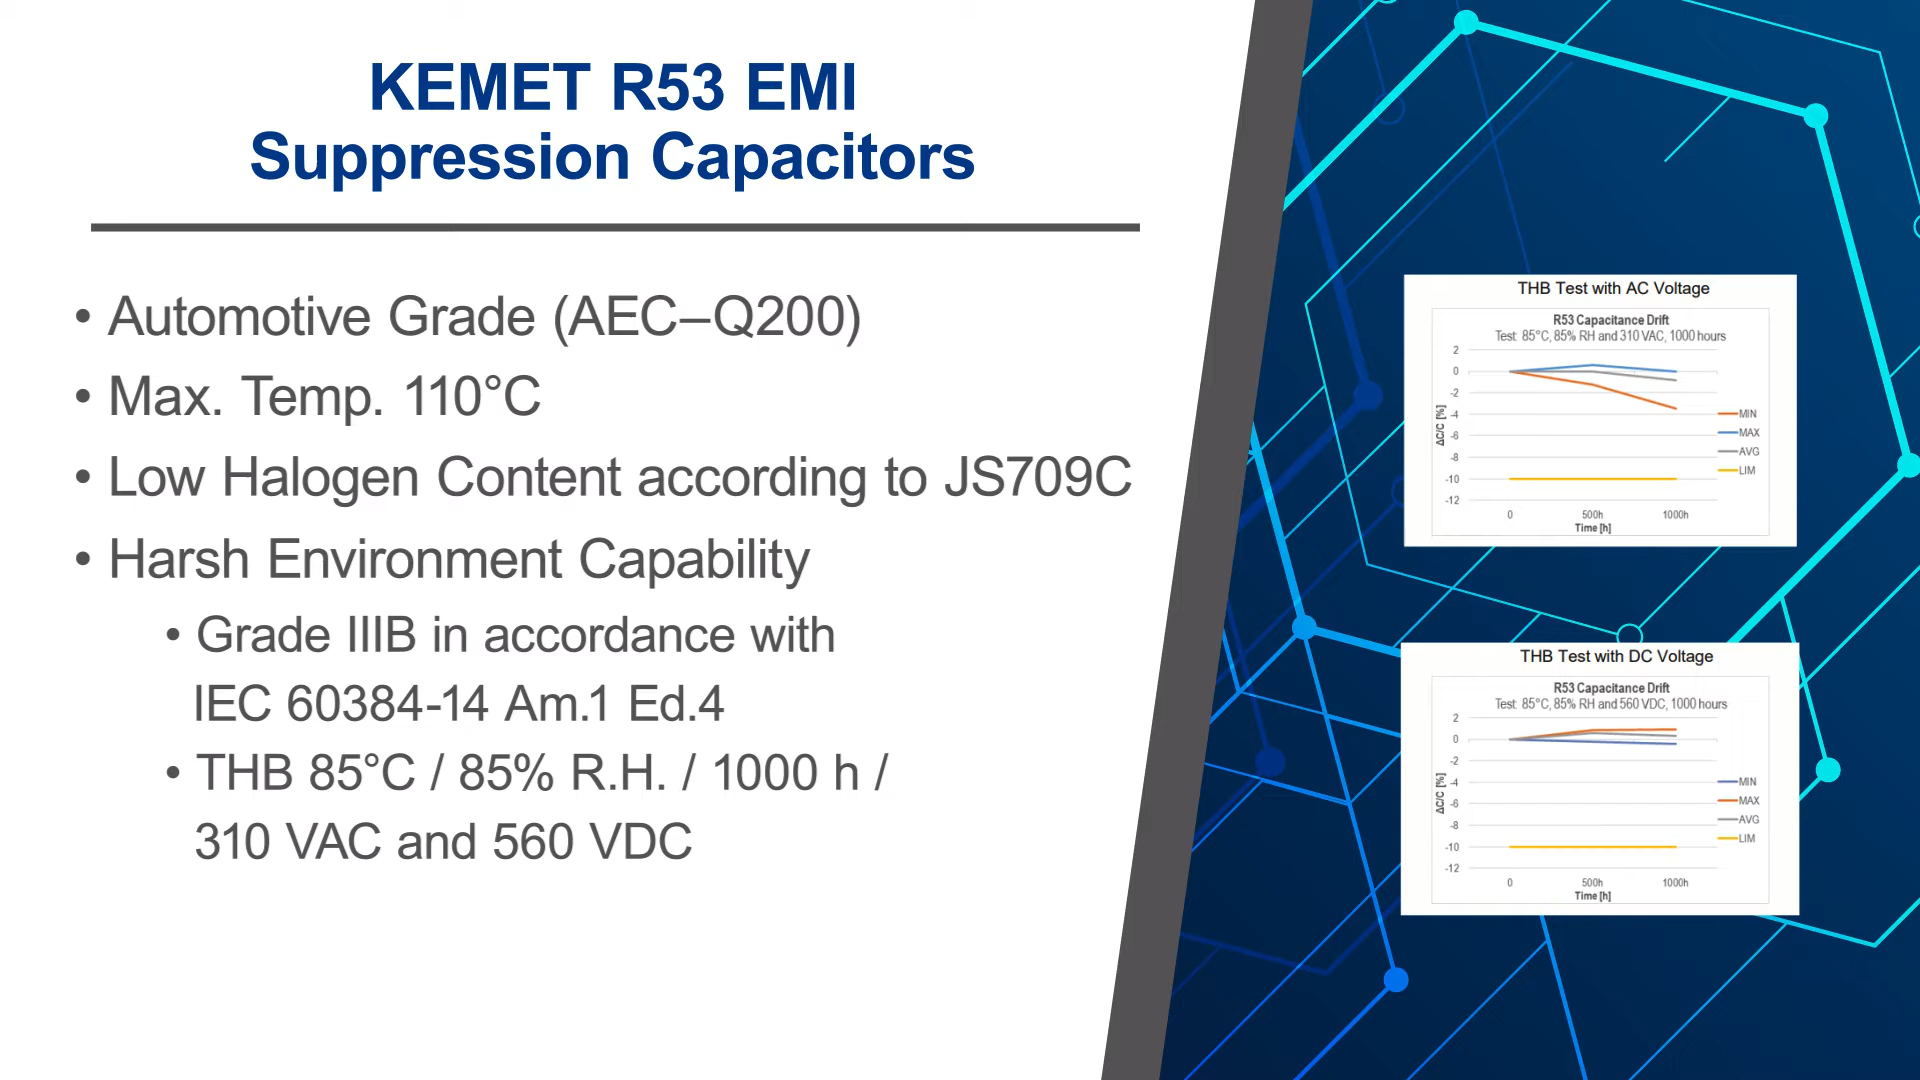 KEMET R53 EMI
Suppression Capacitors
• Automotive Grade (AEC–Q200)
• Max. Temp. 110°C
• Low Halogen Content according to JS709C
• Harsh Environment Capability
• Grade IIIB in accordance with
IEC 60384-14 Am.1 Ed.4
• THB 85°C / 85% R.H. / 1000 h /
310 VAC and 560 VDC
THB Test with AC Voltage
R53 Capacitance Drift
Test: 85°C, 85% RH and 310 VAC, 1000 hours
2
0
-2
-4
-6
-8
-10
-12
ΔC/C [%]
0 500h 1000h
Time [h]
MIN
MAX
AVG
LIM
THB Test with DC Voltage
R53 Capacitance Drift
Test: 85°C, 85% RH and 560 VDC, 1000 hours
2
0
-2
-4
-6
-8
-10
-12
ΔC/C [%]
0 500h 1000h
Time [h]
MIN
MAX
AVG
LIM